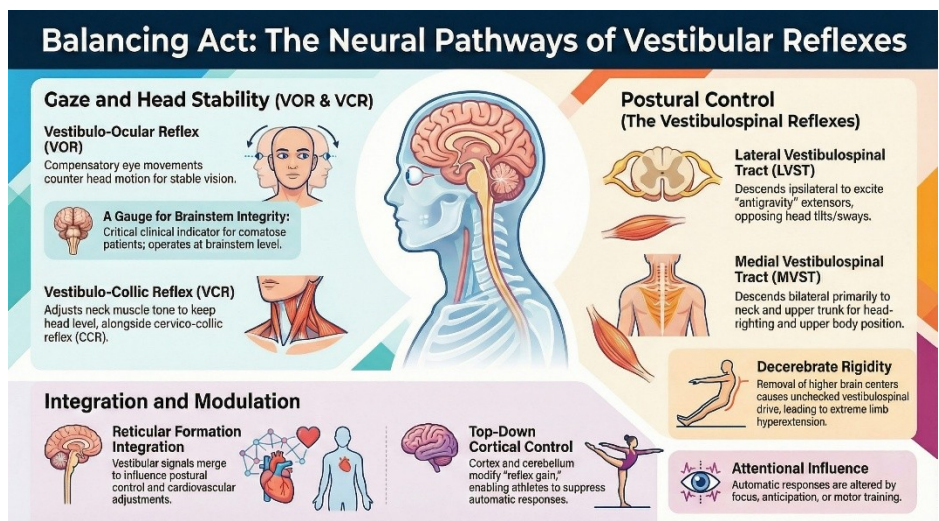 Balancing Act: The Neural Pathways of Vestibular Reflexes
Gaze and Head Stability (VOR & VCR)
Vestibulo-Ocular Reflex
(VOR)
Compensatory eye movements
counter head motion for stable vision.
A Gauge for Brainstem Integrity:
Critical clinical indicator for comatose
patients; operates at brainstem level.
Vestibulo-Collic Reflex (VCR)
Adjusts neck muscle tone to keep
head level, alongside cervico-collic
reflex (CCR).
Postural Control
(The Vestibulospinal Reflexes)
Lateral Vestibulospinal
Tract (LVST)
Descends ipsilateral to excite
"antigravity" extensors,
opposing head tilts/sways.
Medial Vestibulospinal
Tract (MVST)
Descends bilateral primarily to
neck and upper trunk for head-
righting and upper body position.
Decerebrate Rigidity
Removal of higher brain centers
causes unchecked vestibulospinal
drive, leading to extreme limb
hyperextension.
Integration and Modulation
Reticular Formation
Integration
Vestibular signals merge
to influence postural
control and cardiovascular
adjustments.
Top-Down
Cortical Control
Cortex and cerebellum
modify "reflex gain,"
enabling athletes to suppress
automatic responses.
Attentional Influence
Automatic responses are altered by
focus, anticipation, or motor training.